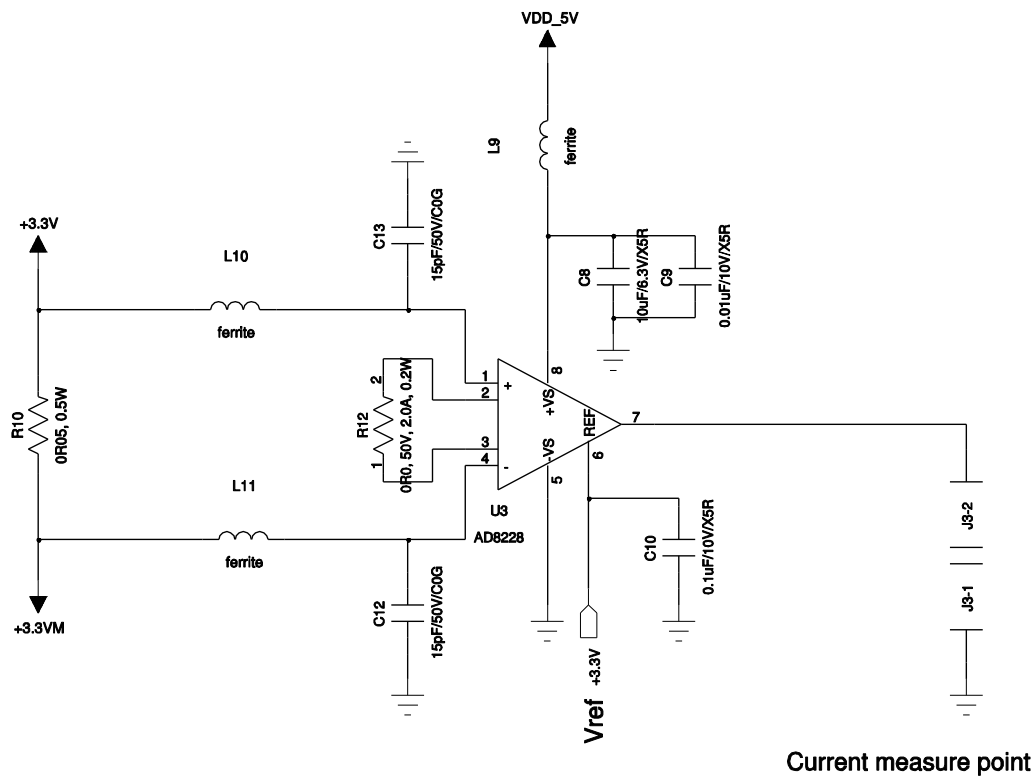 VDD_5V
L9
ferrite
+3.3V
C13
15pF/50V/C0G
L10
ferrite
C8
10uF/6.3V/X5R
C9
0.01uF/10V/X5R
R10
0R05, 0.5W
2
R12
1
0R0, 50V, 2.0A, 0.2W
1
2
3
4
+
-
+VS
8
-VS
5
REF
6
7
U3
AD8228
L11
ferrite
C12
15pF/50V/C0G
+3.3VM
C10
0.1uF/10V/X5R
+3.3V
Vref
J3-2
J3-1
Current measure point